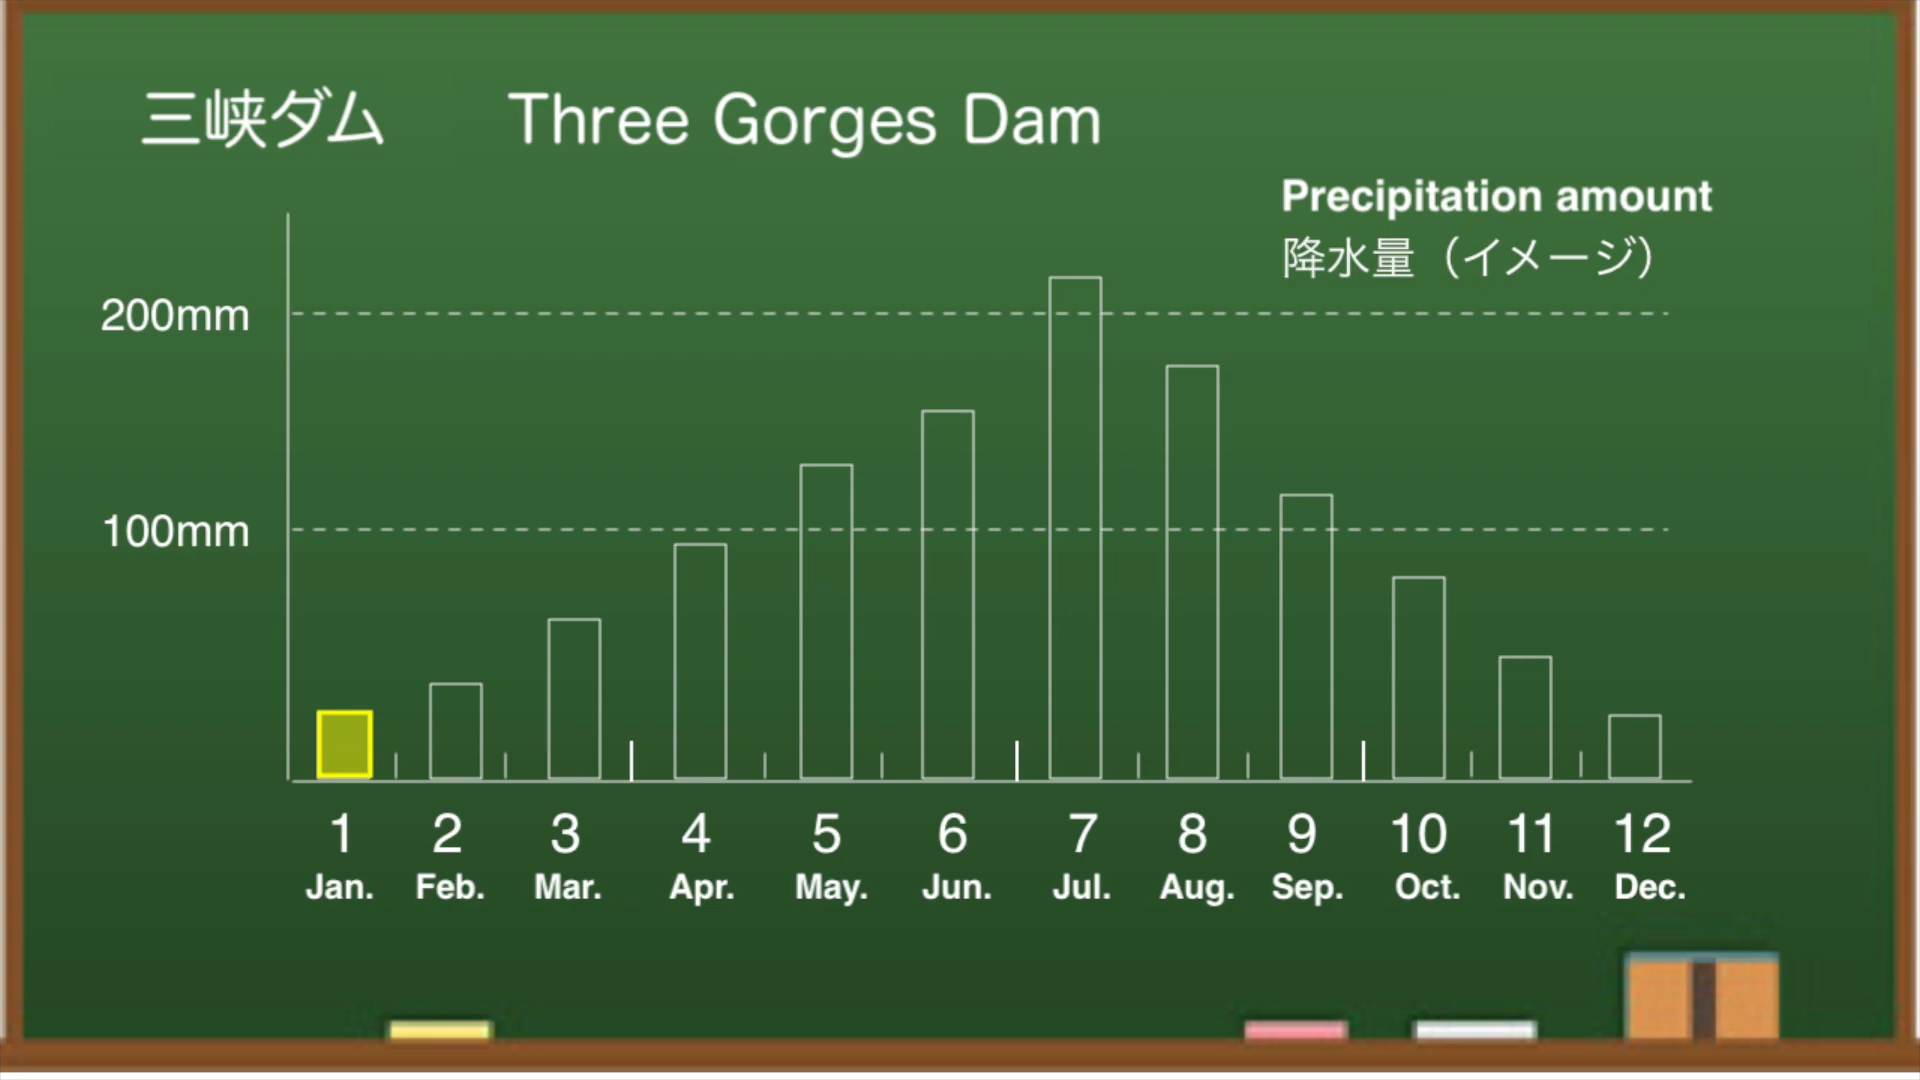 三峡ダム Three Gorges Dam
Precipitation amount
降水量（イメージ）
200mm
100mm
1 2 3 4 5 6 7 8 9 10 11 12
Jan. Feb. Mar. Apr. May. Jun. Jul. Aug. Sep. Oct. Nov. Dec.